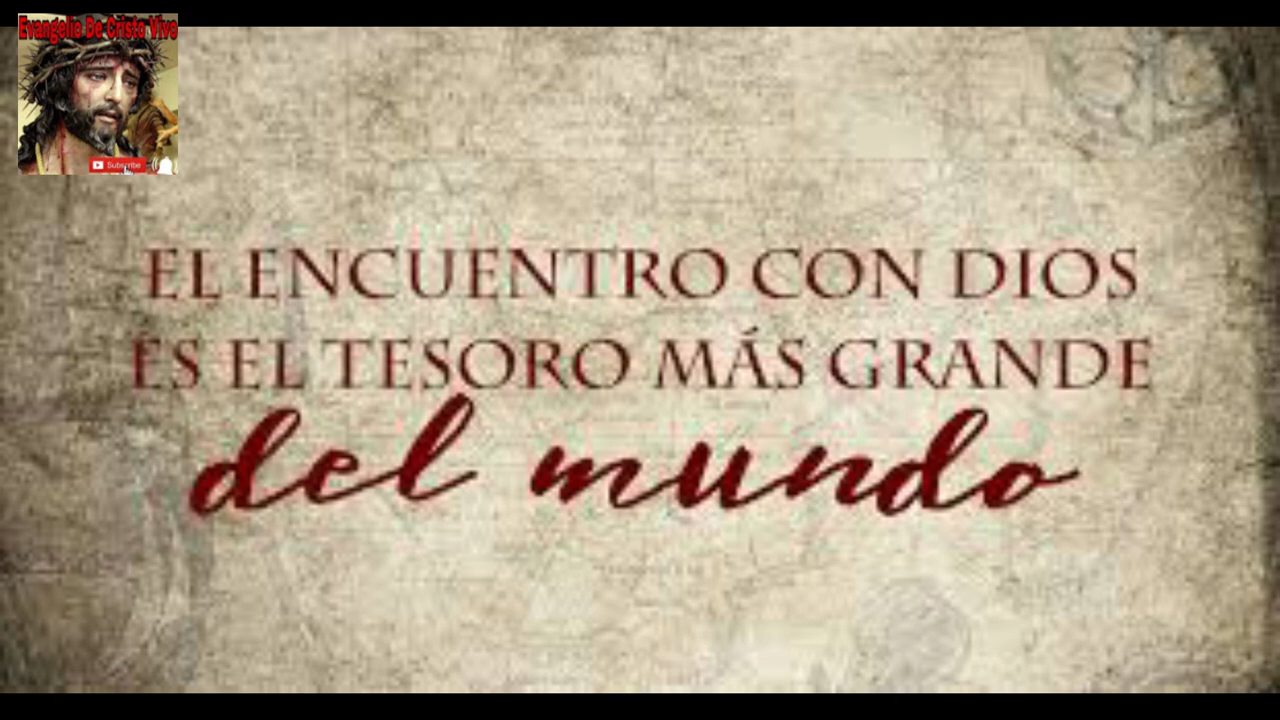 Evangelio De Cristo Vivo
Subscribe
EL ENCUENTRO CON DIOS
ES EL TESORO MÁS GRANDE
del mundo